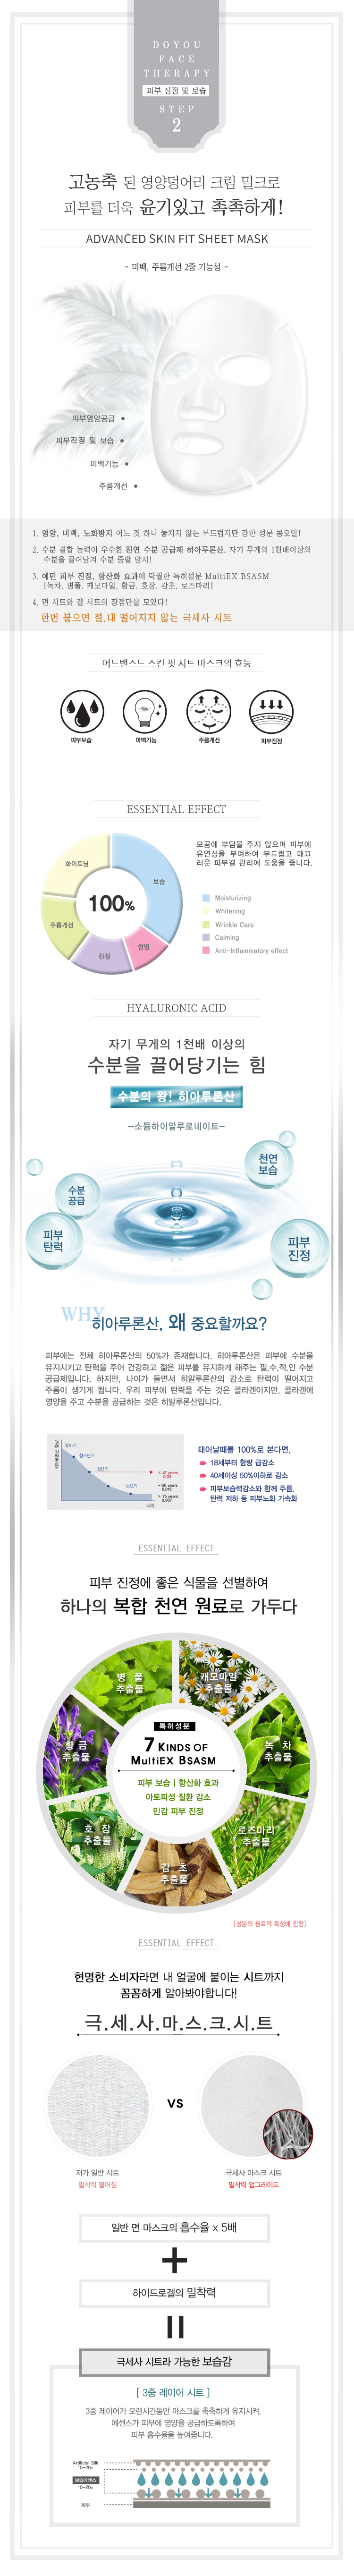 DOYOU
FACE
THERAPY
피부 진정 및 보습
STEP
2
고농축 된 영양덩어리 크림 밀크로
피부를 더욱 윤기있고 촉촉하게!
ADVANCED SKIN FIT SHEET MASK
- 미백, 주름개선 2중 기능성 -
피부영양공급
피부진정 및 보습
미백기능
주름개선
1. 영양, 미백, 노화방지 어느 것 하나 놓치지 않는 부드럽지만 강한 성분 콩오일!
2. 수분 결합 능력이 우수한 천연 수분 공급제 히아루론산. 자기 무게의 1천배이상의
수분을 끌어당겨 수분 증발 방지!
3. 예민 피부 진정, 항산화 효과에 탁월한 특허성분 MultiEX BSASM
[녹차, 병풀, 캐모마일, 황금, 호장, 감초, 로즈마리]
4. 면 시트와 겔 시트의 장점만을 모았다!
한번 붙으면 절.대 떨어지지 않는 극세사 시트
어드밴스드 스킨 핏 시트 마스크의 효능
피부보습
미백기능
주름개선
피부진정
ESSENTIAL EFFECT
화이트닝
보습
100%
주름개선
진정
항염
모공에 부담을 주지 않으며 피부에
유연성을 부여하여 부드럽고 매끄
러운 피부결 관리에 도움을 줍니다.
Moisturizing
Whitening
Wrinkle Care
Calming
Anti-Inflammatory effect
HYALURONIC ACID
자기 무게의 1천배 이상의
수분을 끌어당기는 힘
수분의 왕! 히아루론산
-소듐하이알루로네이트-
천연
보습
수분
공급
피부
탄력
피부
진정
WHY
히아루론산, 왜 중요할까요?
피부에는 전체 히아루론산의 50%가 존재합니다. 히아루론산은 피부에 수분을
유지시키고 탄력을 주어 건강하고 젊은 피부를 유지하게 해주는 필.수.적.인 수분
공급제입니다. 하지만, 나이가 들면서 히알루론산의 감소로 탄력이 떨어지고
주름이 생기게 됩니다. 우리 피부에 탄력을 주는 것은 콜라겐이지만, 콜라겐에
영양을 주고 수분을 공급하는 것은 히알루론산입니다.
유아기
청소년기
성년기
노년기
< 47 years
0.03
~ 60 years
0.015
> 75 years
0.007
나이
태어날때를 100%로 본다면,
18세부터 함량 급감소
40세이상 50%이하로 감소
피부보습력감소와 함께 주름,
탄력 저하 등 피부노화 가속화
ESSENTIAL EFFECT
피부 진정에 좋은 식물을 선별하여
하나의 복합 천연 원료로 가두다
병 풀
추출물
캐모마일
추출물
황 금
추출물
녹 차
추출물
특허성분
7 KINDS OF
MultiEX BSASM
피부 보습 | 항산화 효과
아토피성 질환 감소
민감 피부 진정
호 장
추출물
로즈마리
추출물
감 초
추출물
[성분의 원료적 특성에 한함]
ESSENTIAL EFFECT
현명한 소비자라면 내 얼굴에 붙이는 시트까지
꼼꼼하게 알아봐야합니다!
극.세.사.마.스.크.시.트
VS
저가 일반 시트
밀착력 떨어짐
극세사 마스크 시트
밀착력 업그레이드
일반 면 마스크의 흡수율 x 5배
하이드로겔의 밀착력
극세사 시트라 가능한 보습감
[ 3중 레이어 시트 ]
3중 레이어가 오랜시간동안 마스크를 촉촉하게 유지시켜,
에센스가 피부에 영양을 공급하도록하여
피부 흡수율을 높여줍니다.
Artificial Silk
10~20μ
보습에센스
10~20μ
피부